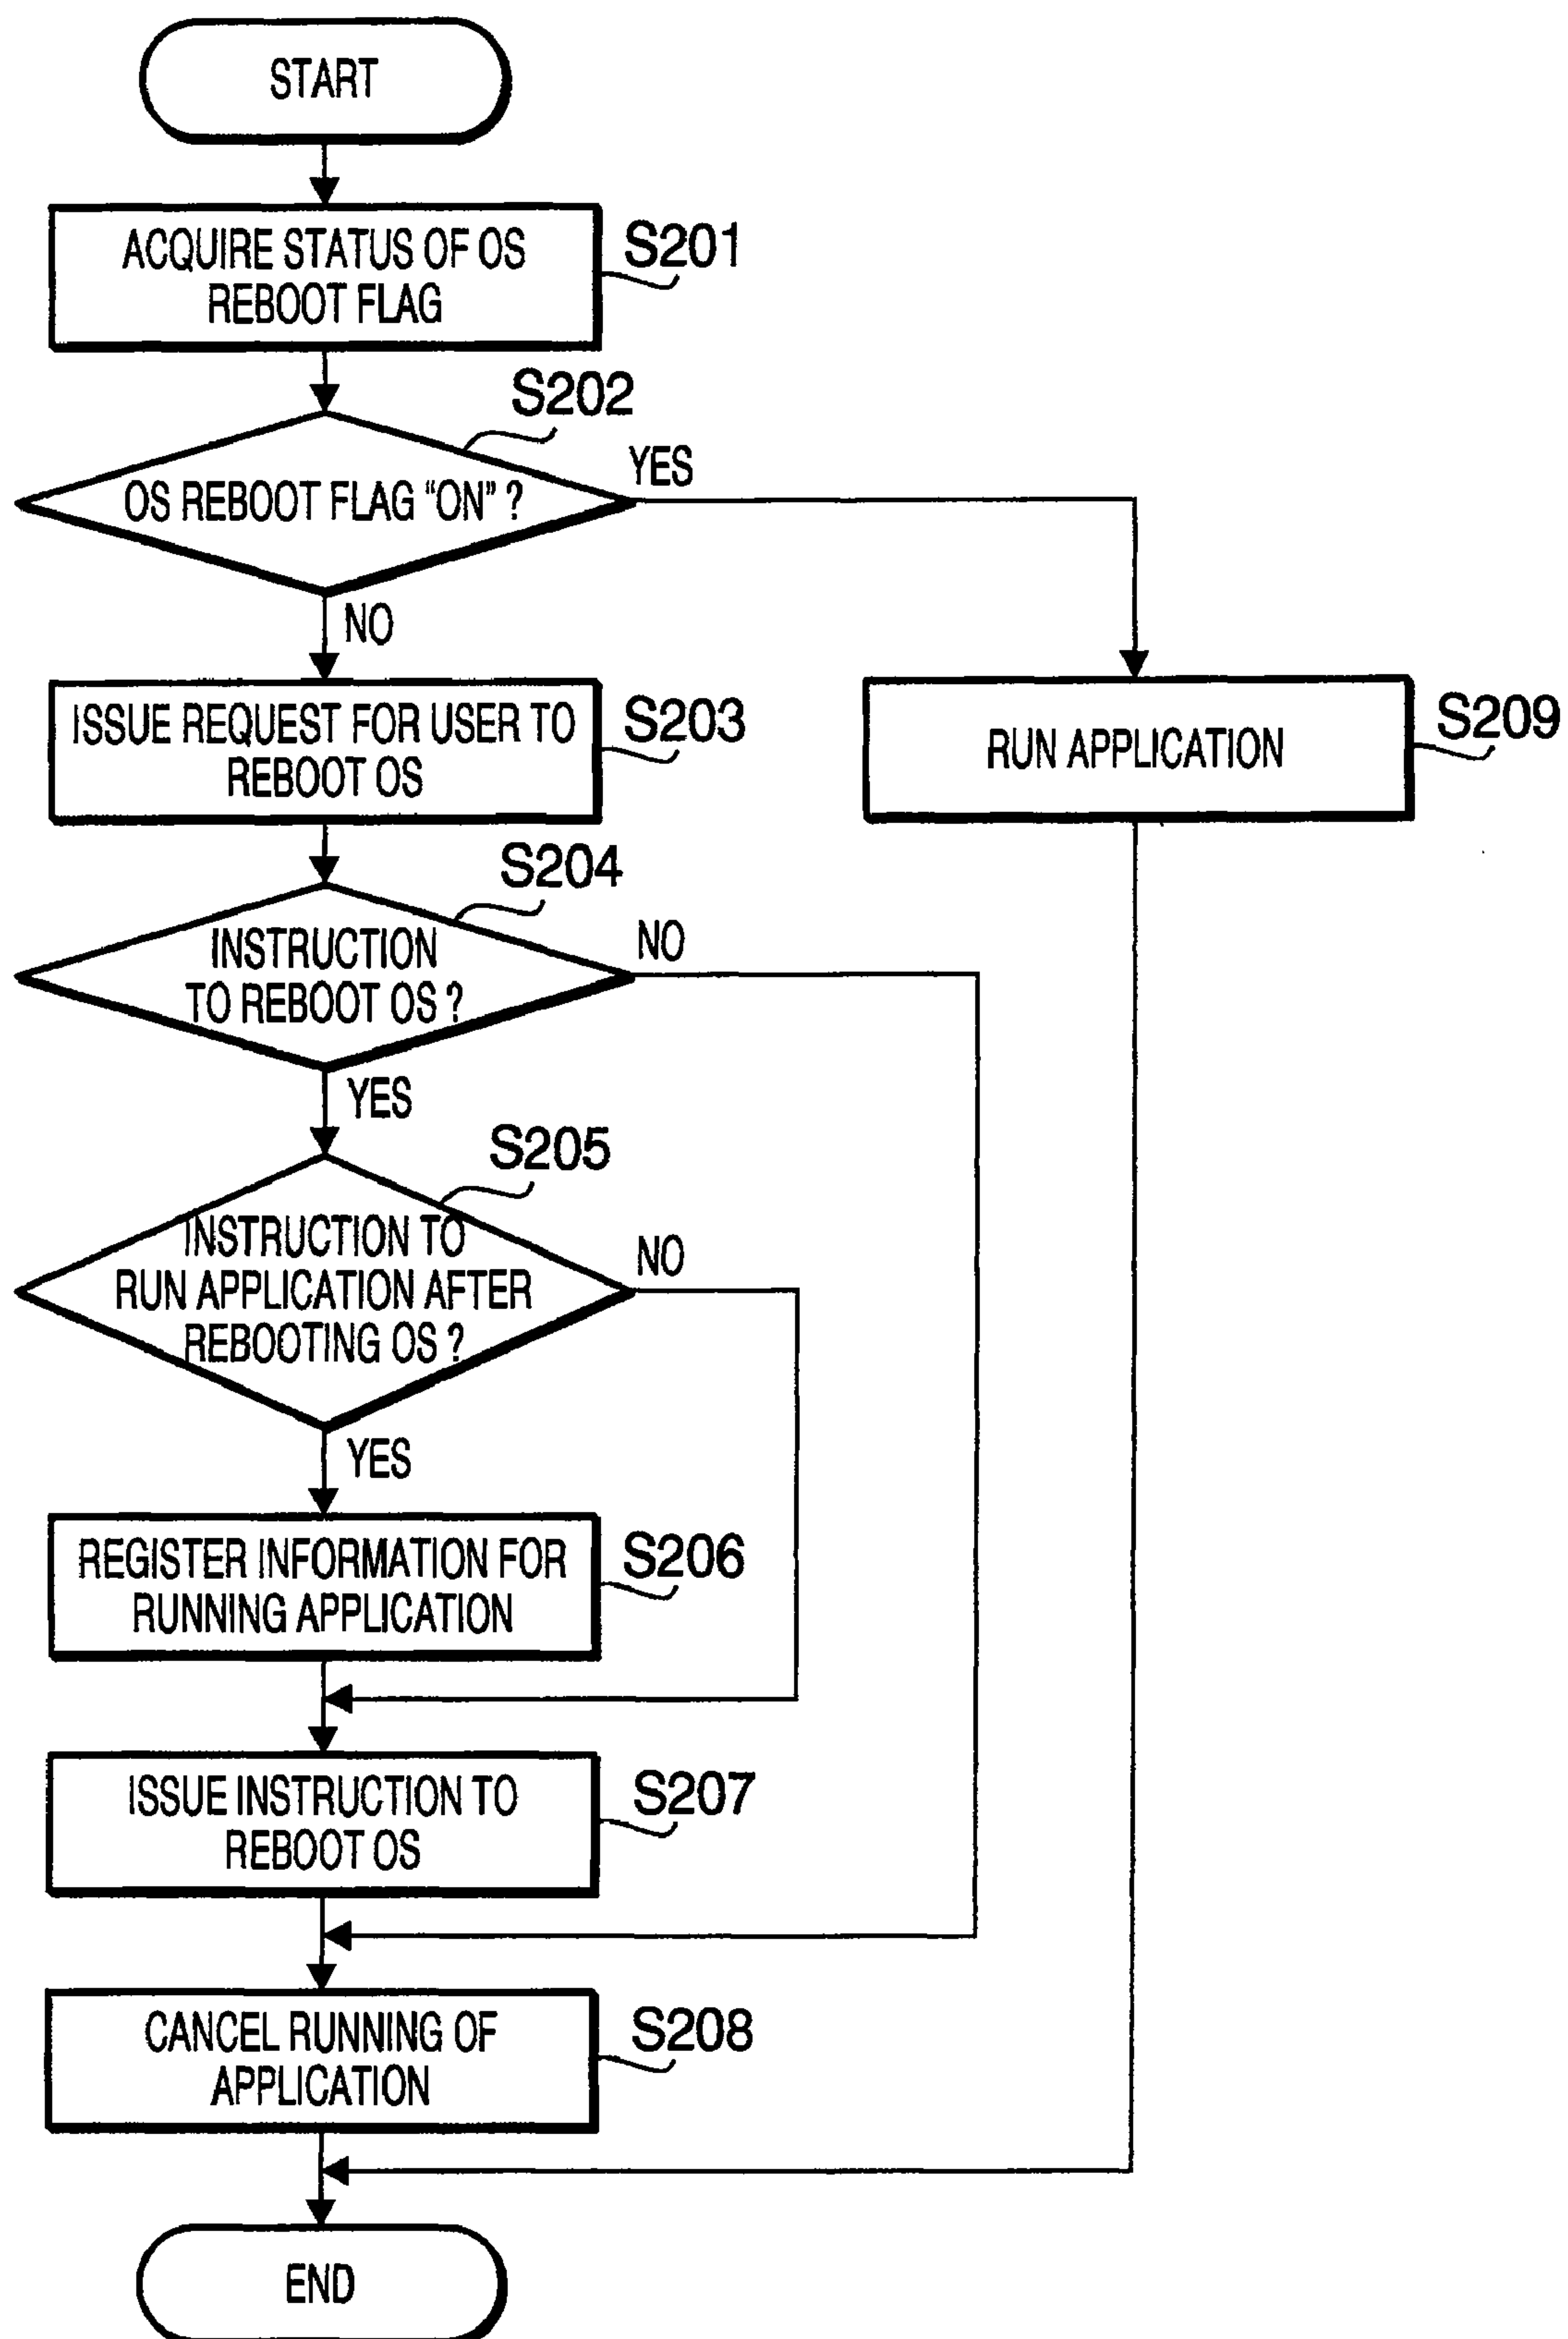 START
ACQUIRE STATUS OF OS
REBOOT FLAG
S201
S202
OS REBOOT FLAG “ON” ?
YES
NO
ISSUE REQUEST FOR USER TO
REBOOT OS
S203
RUN APPLICATION
S209
S204
INSTRUCTION
TO REBOOT OS ?
NO
YES
S205
INSTRUCTION TO
RUN APPLICATION AFTER
REBOOTING OS ?
NO
YES
REGISTER INFORMATION FOR
RUNNING APPLICATION
S206
ISSUE INSTRUCTION TO
REBOOT OS
S207
CANCEL RUNNING OF
APPLICATION
S208
END